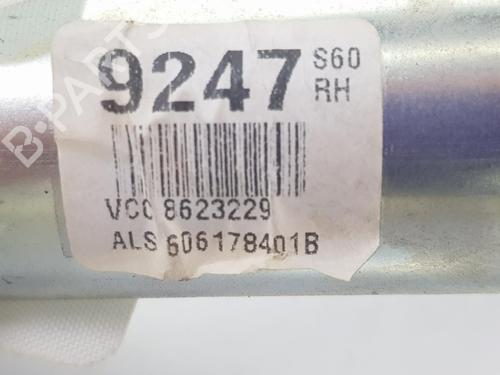 9247 S60
RH
VCC 8623229
ALS 606178401B
B-PARTS